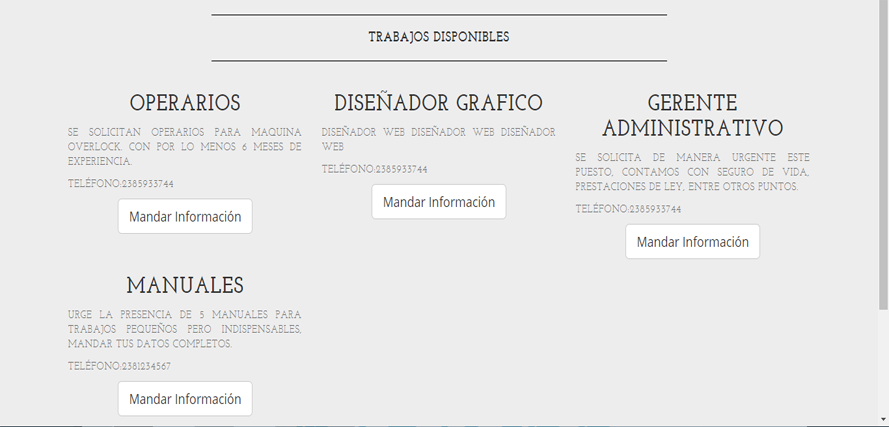 TRABAJOS DISPONIBLES
OPERARIOS
SE SOLICITAN OPERARIOS PARA MAQUINA
OVERLOCK, CON POR LO MENOS 6 MESES DE
EXPERIENCIA.
TELÉFONO:2385933744
Mandar Información
DISEÑADOR GRAFICO
DISEÑADOR WEB DISEÑADOR WEB DISEÑADOR
WEB
TELÉFONO:2385933744
Mandar Información
GERENTE
ADMINISTRATIVO
SE SOLICITA DE MANERA URGENTE ESTE
PUESTO, CONTAMOS CON SEGURO DE VIDA,
PRESTACIONES DE LEY, ENTRE OTROS PUNTOS.
TELÉFONO:2385933744
Mandar Información
MANUALES
URGE LA PRESENCIA DE 5 MANUALES PARA
TRABAJOS PEQUEÑOS PERO INDISPENSABLES,
MANDAR TUS DATOS COMPLETOS.
TELÉFONO:2381234567
Mandar Información